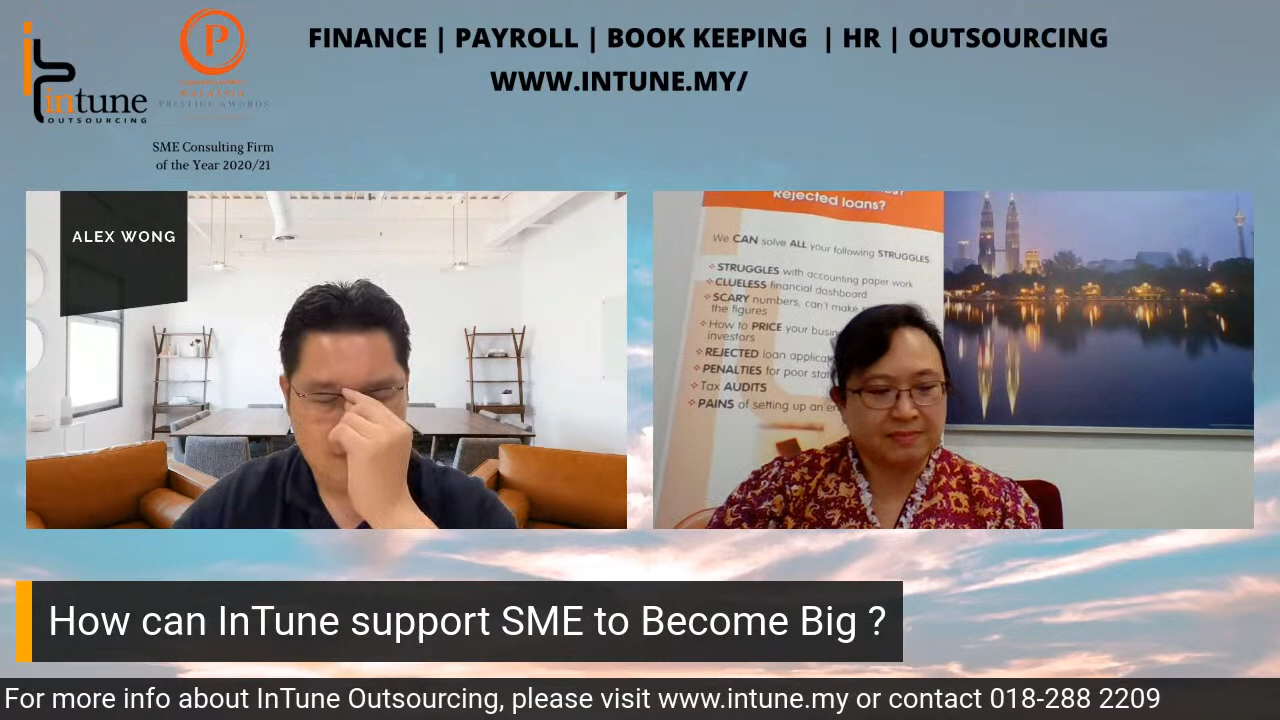 FINANCE | PAYROLL | BOOK KEEPING | HR | OUTSOURCING
WWW.INTUNE.MY/
intune
OUTSOURCING
P
MALAYSIA
PRESTIGE AWARDS
SME Consulting Firm
of the Year 2020/21
ALEX WONG
Rejected loans?
We CAN solve ALL your following STRUGGLES
STRUGGLES with accounting paper work
CLUELESS financial dashboard
SCARY numbers, can't make
the figures
How to PRICE your
investors
REJECTED loan
PENALTIES for poor
Tax AUDITS
PAINS of setting up an
How can InTune support SME to Become Big ?
For more info about InTune Outsourcing, please visit www.intune.my or contact 018-288 2209